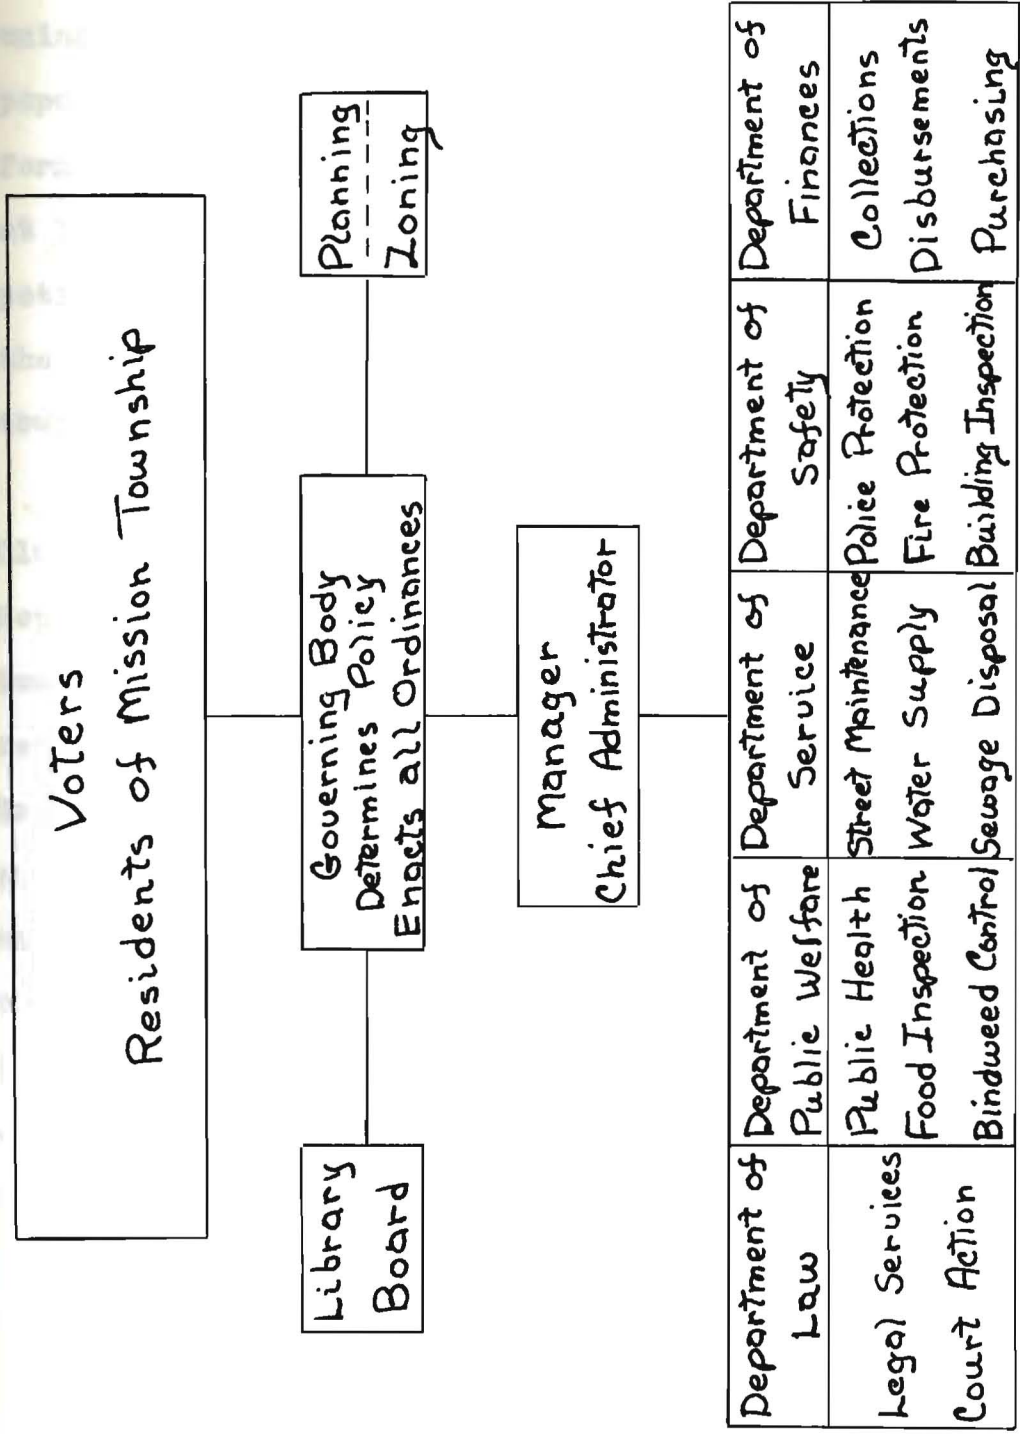 Voters
Residents of Mission Township
Library
Board
Governing Body
Determines Policy
Enacts all Ordinances
Planning
Zoning
Manager
Chief Administrator
Department of
Law
Legal Services
Court Action
Department of
Public Welfare
Public Health
Food Inspection
Bindweed Control
Department of
Service
Street Maintenance
Water Supply
Sewage Disposal
Department of
Safety
Police Protection
Fire Protection
Building Inspection
Department of
Finances
Collections
Disbursements
Purchasing